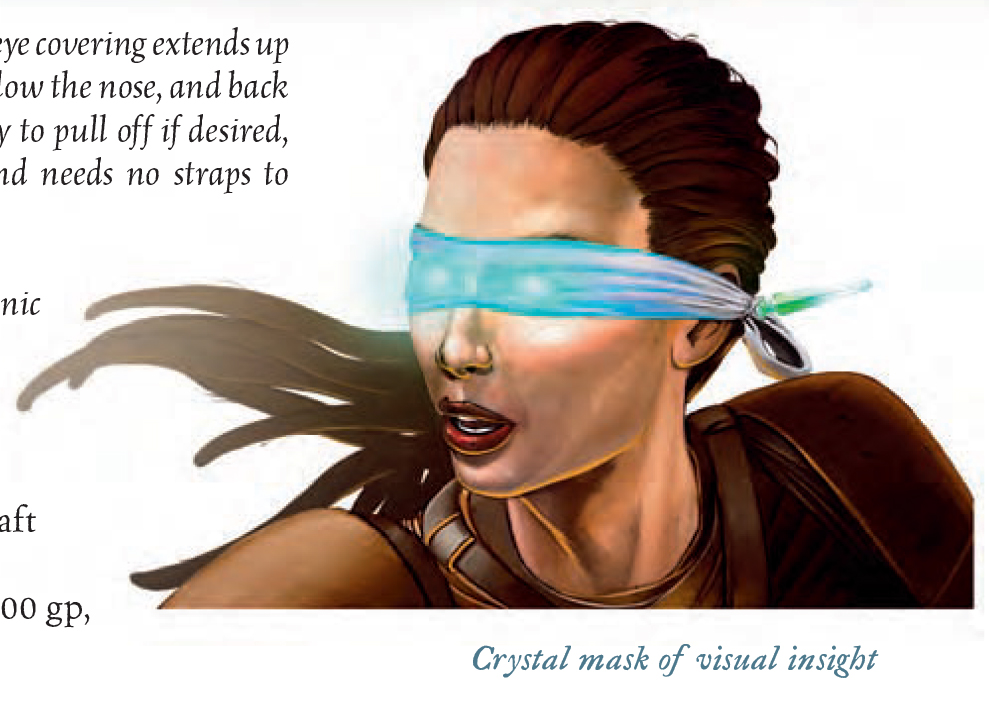 eye covering extends up
low the nose, and back
y to pull off if desired,
nd needs no straps to
nic
aft
00 gp,
Crystal mask of visual insight